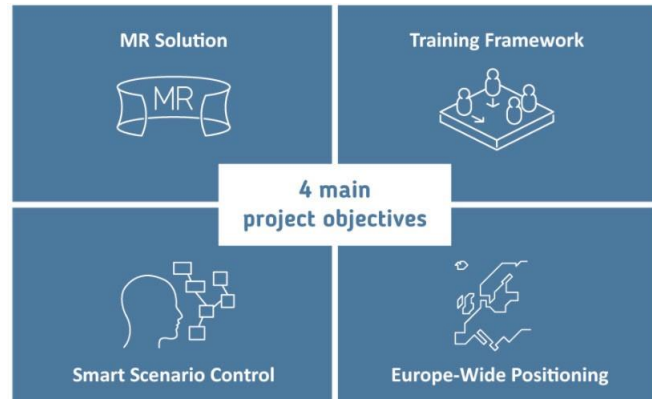 MR Solution
Training Framework
MR
4 main
project objectives
Smart Scenario Control
Europe-Wide Positioning